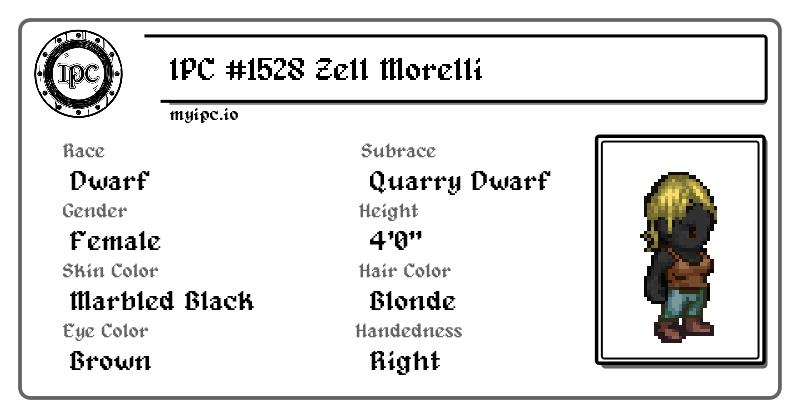 IPC
IPC #1528 Zell Morelli
myipc.io
Race
Dwarf
Subrace
Quarry Dwarf
Gender
Female
Height
4'0"
Skin Color
Marbled Black
Hair Color
Blonde
Eye Color
Brown
Handedness
Right